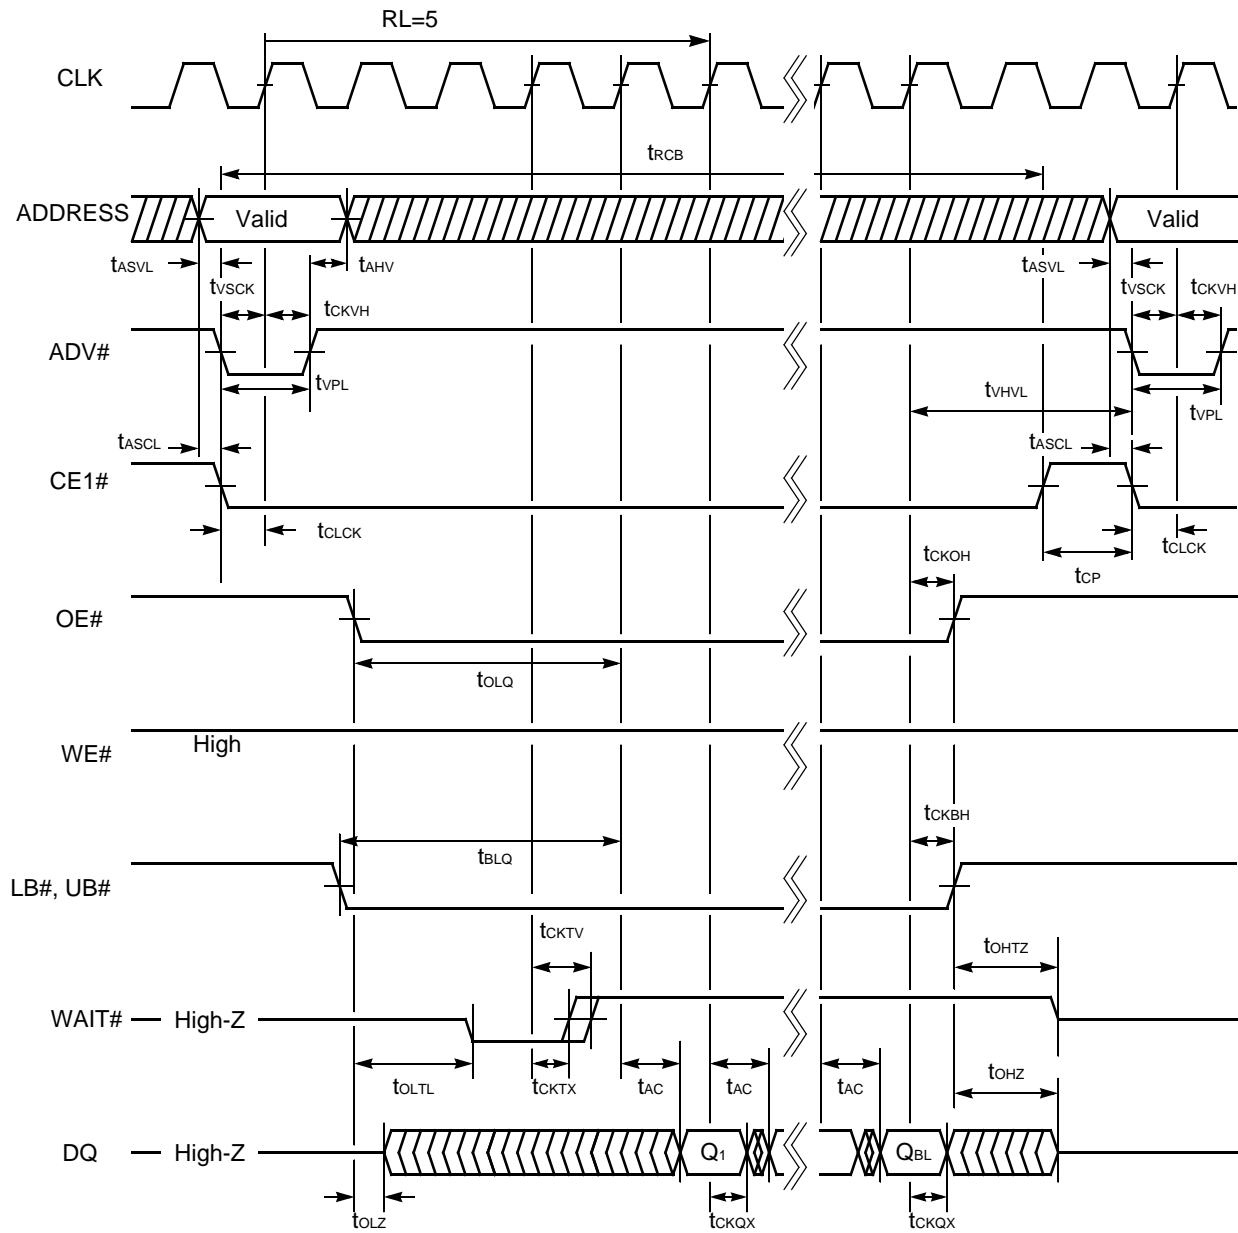 RL=5
CLK
tRCB
ADDRESS Valid Valid
tASVL tAHV tASVL
tVSCK tCKVH tVSCK tCKVH
ADV#
tVPL tVHVL tVPL
tASCL tASCL
CE1#
tCLCK tCLCK
tCKOH tCP
OE#
tOLQ
High
WE#
tCKBH
tBLQ
LB#, UB#
tCKTV
tOHTZ
WAIT# High-Z
tOLTL tCKTX tAC tAC tAC tOHZ
DQ High-Z Q1 QBL
tOLZ tCKQX tCKQX